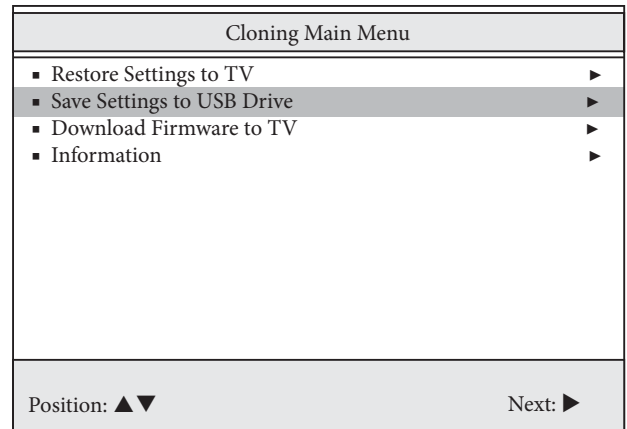 Cloning Main Menu
▪ Restore Settings to TV ►
▪ Save Settings to USB Drive ►
▪ Download Firmware to TV ►
▪ Information ►
Position: ▲▼ Next: ►